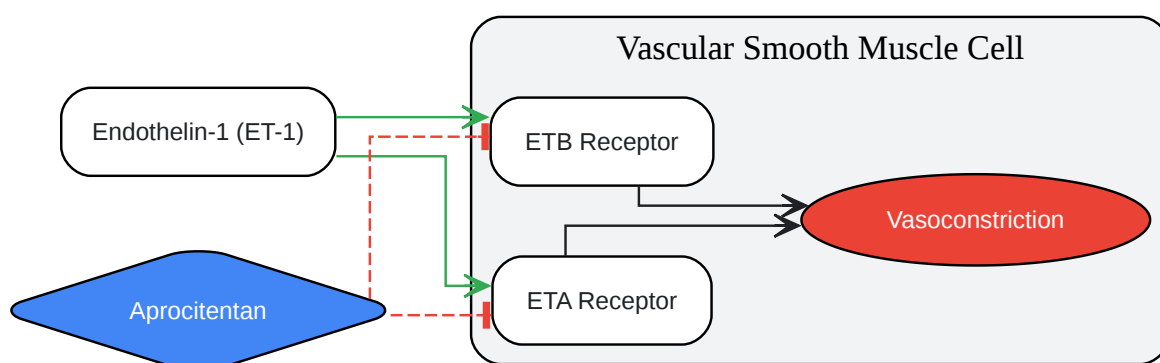 Vascular Smooth Muscle Cell
Endothelin-1 (ET-1)
ETB Receptor
Vasoconstriction
ETA Receptor
Aprocitentan